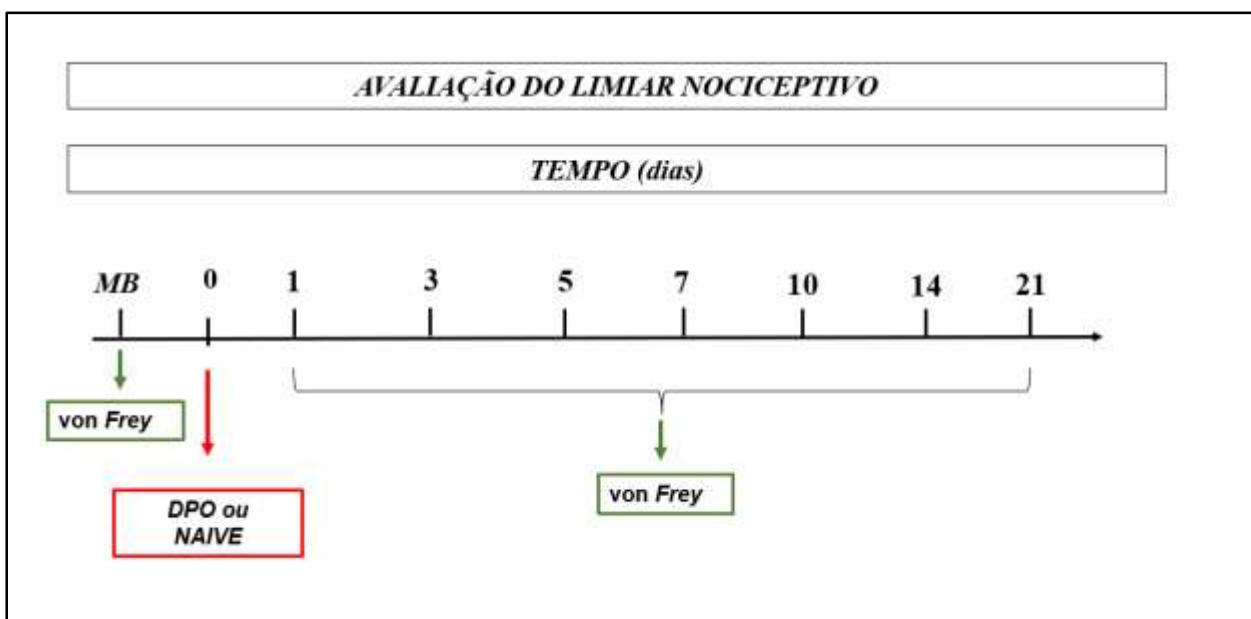 AVALIAÇÃO DO LIMIAR NOCICEPTIVO
TEMPO (dias)
MB 0 1 3 5 7 10 14 21
von Frey
von Frey
DPO ou
NAIVE